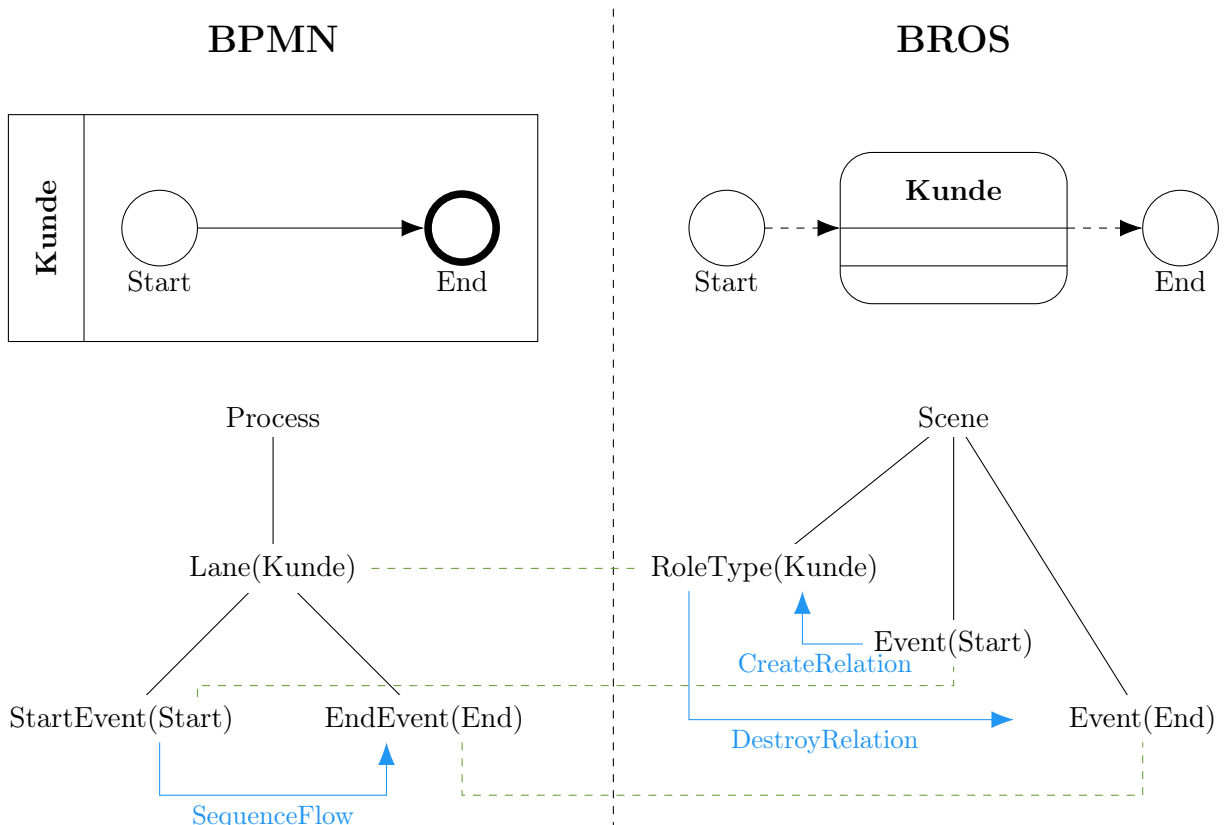 BPMN
BROS
Kunde
Start
End
Kunde
Start
End
Process
Lane(Kunde)
StartEvent(Start)
EndEvent(End)
SequenceFlow
Scene
RoleType(Kunde)
Event(Start)
CreateRelation
Event(End)
DestroyRelation